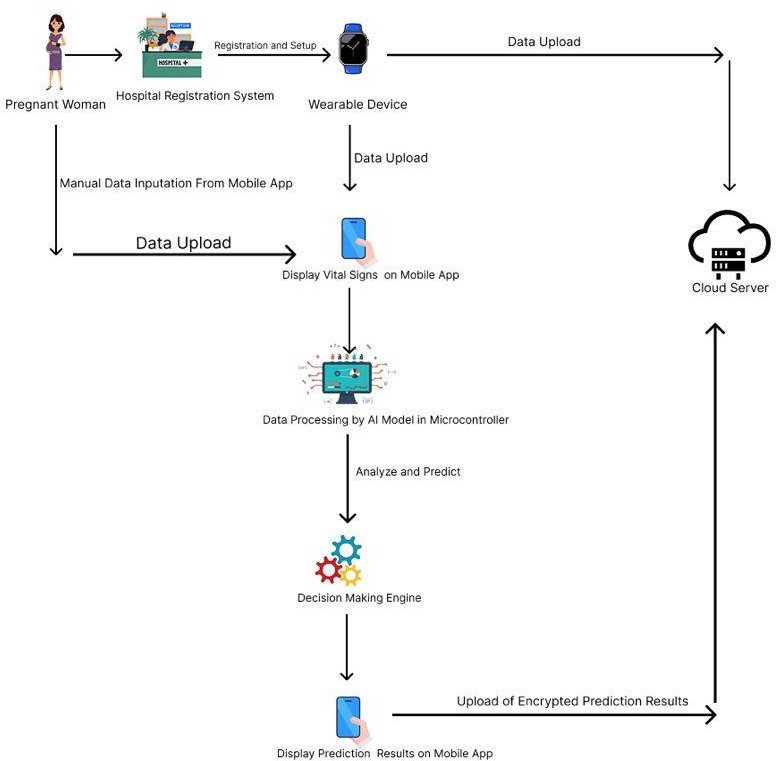 RECEPTION
HOSPITAL +
Registration and Setup
Data Upload
Pregnant Woman
Hospital Registration System
Wearable Device
Data Upload
Manual Data Inputation From Mobile App
Data Upload
Display Vital Signs on Mobile App
Cloud Server
Data Processing by AI Model in Microcontroller
Analyze and Predict
Decision Making Engine
Upload of Encrypted Prediction Results
Display Prediction Results on Mobile App